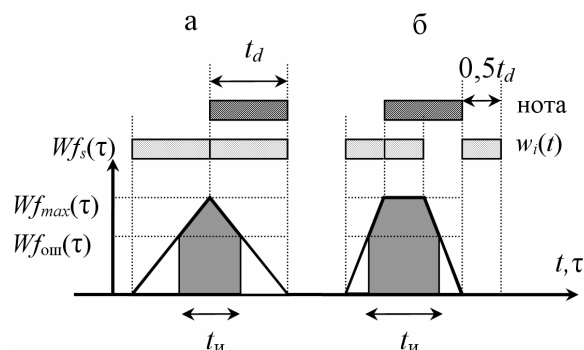 а б
t_d 0,5t_d
нота
Wf_s(τ) w_i(t)
Wf_max(τ)
Wf_ош(τ)
t,τ
t_и t_и